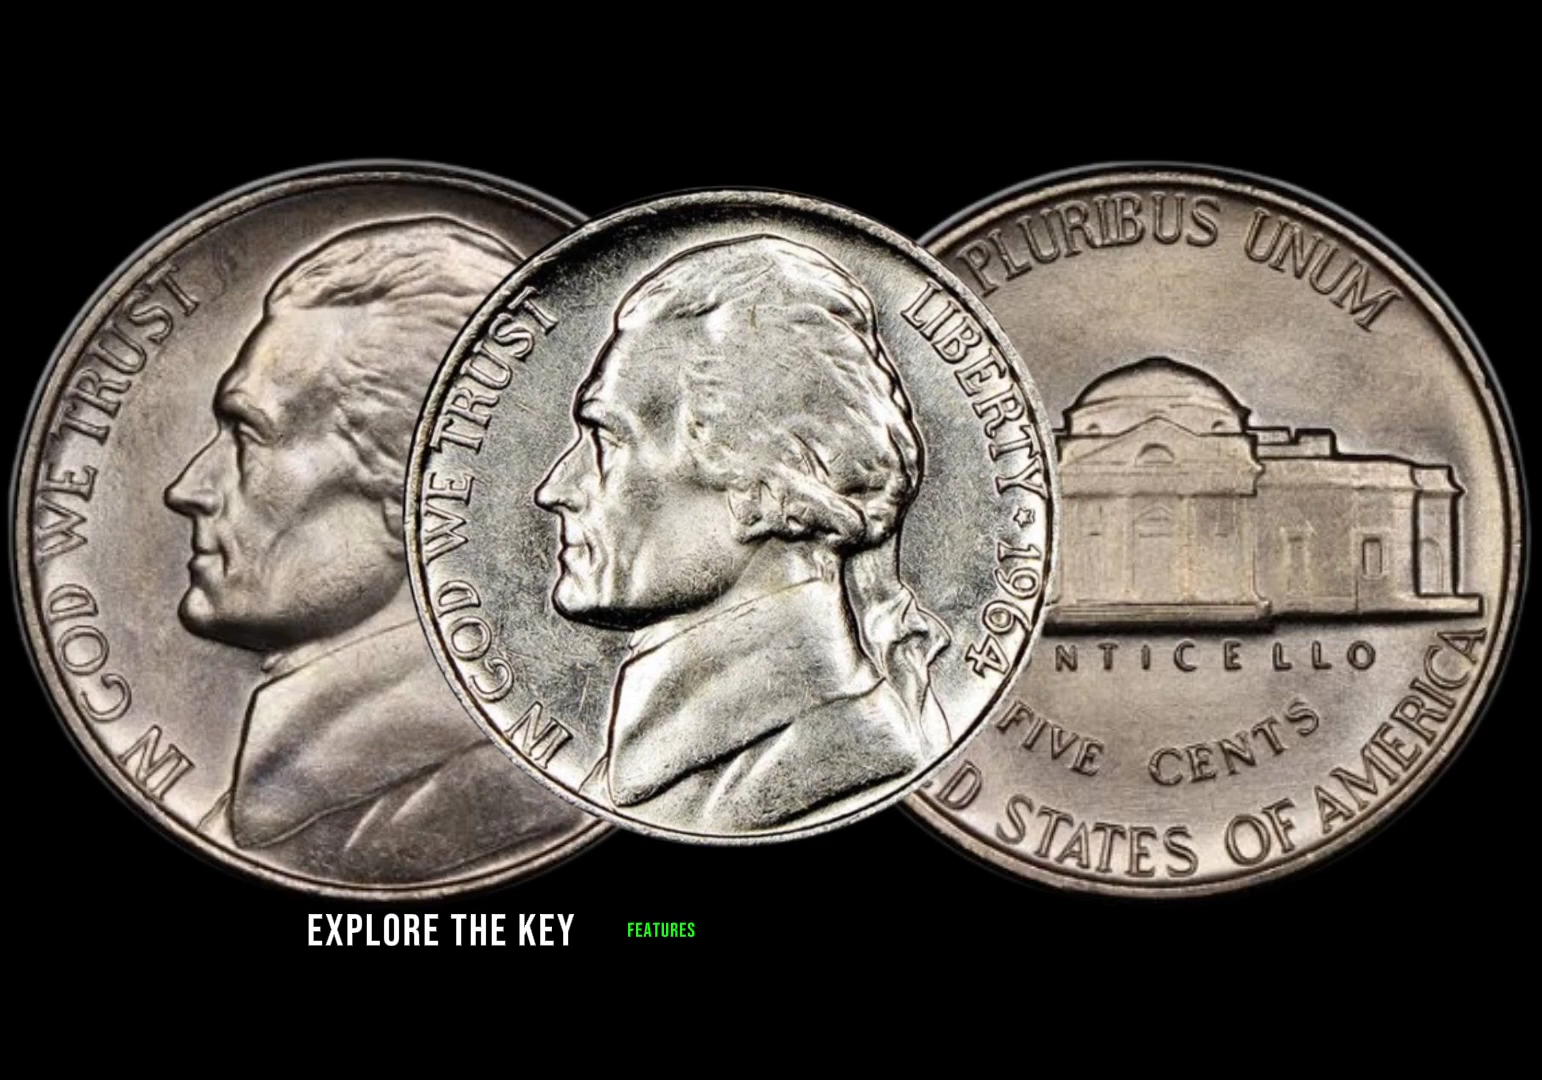 IN GOD WE TRUST
IN GOD WE TRUST
LIBERTY ★ 1964
PLURIBUS UNUM
NTICELLO
FIVE CENTS
D STATES OF AMERICA
EXPLORE THE KEY FEATURES